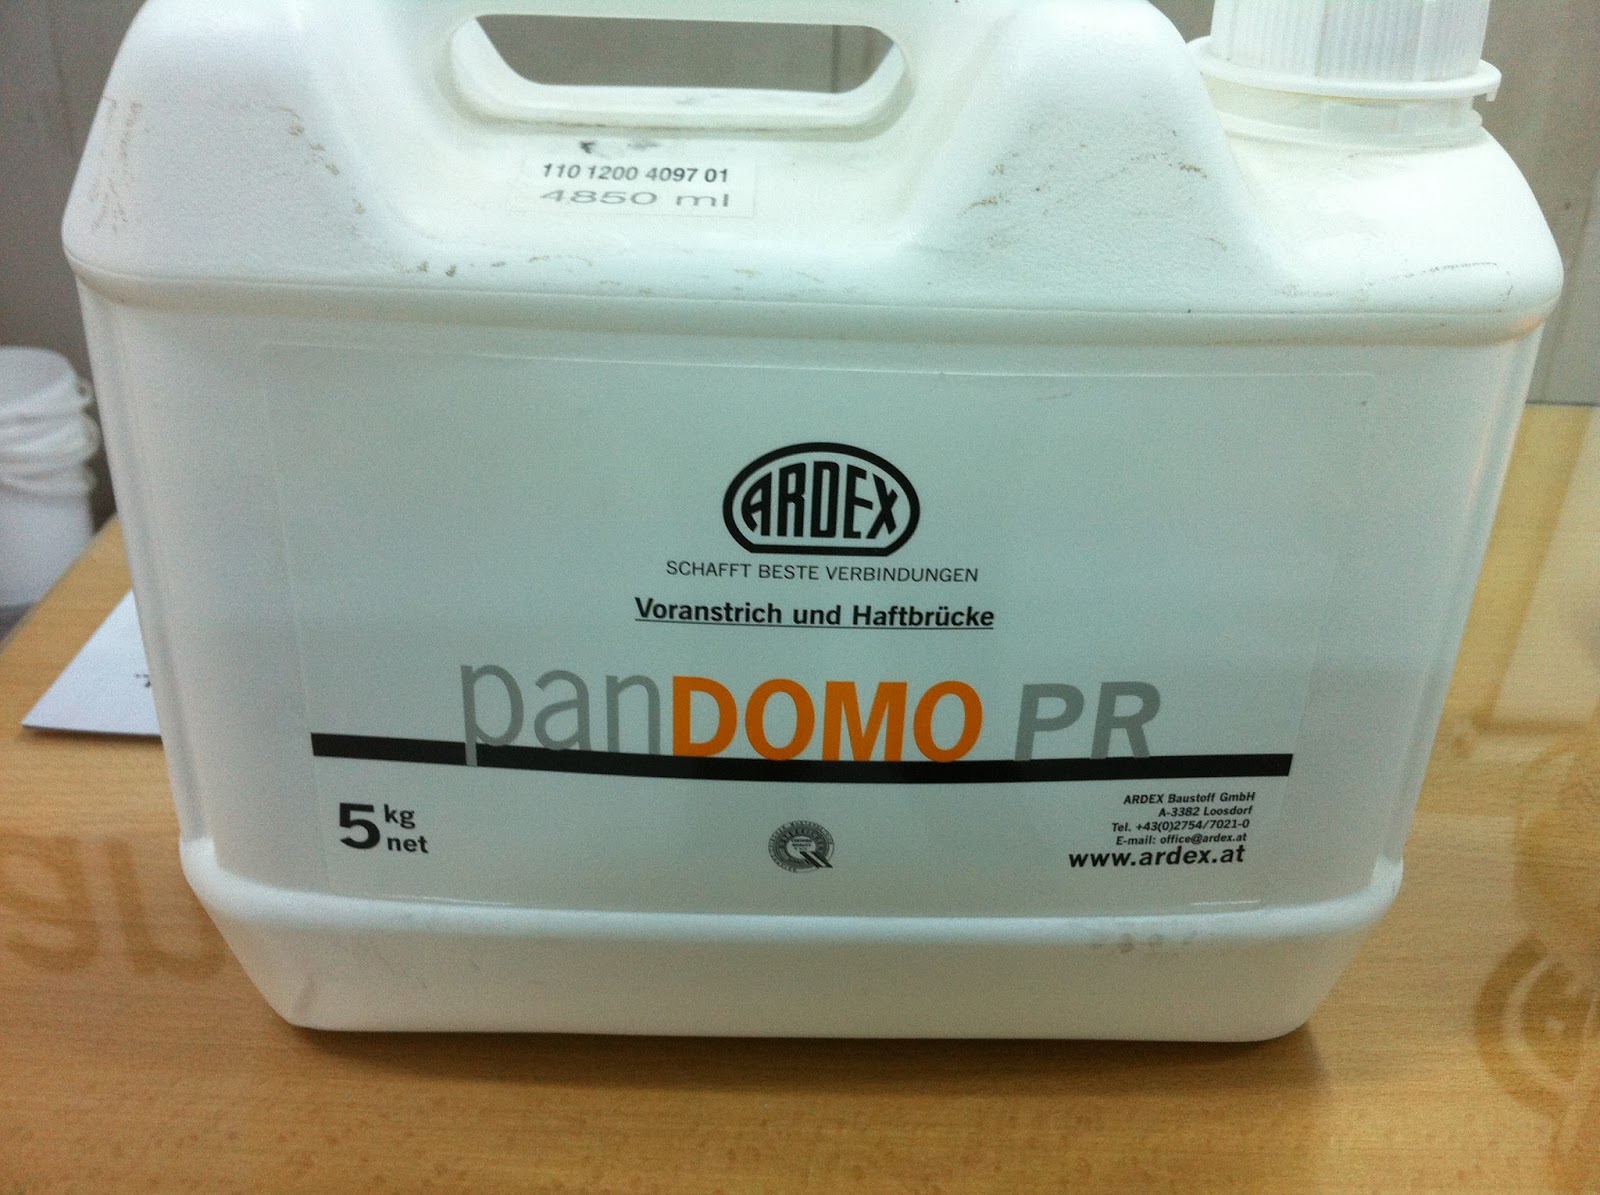 110 1200 4097 01
4850 ml
ARDEX
SCHAFFT BESTE VERBINDUNGEN
Voranstrich und Haftbrücke
panDOMO PR
5 kg
net
ARDEX Baustoff GmbH
A-3382 Loosdorf
Tel. +43(0)2754/7021-0
E-mail: office@ardex.at
www.ardex.at